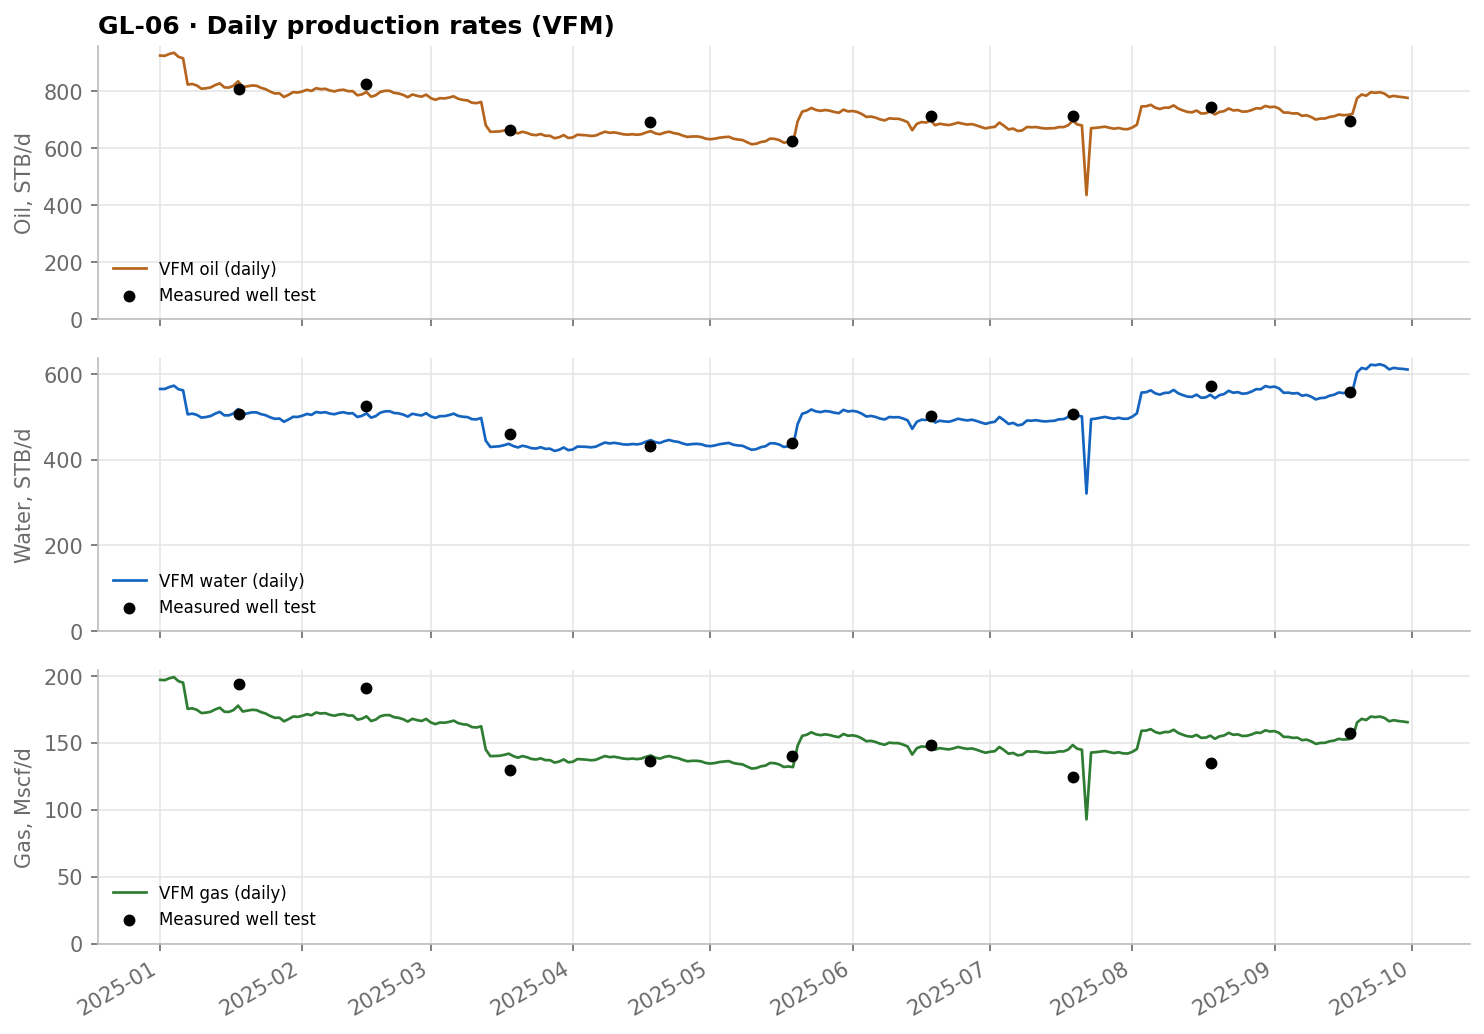 GL-06 · Daily production rates (VFM)
Oil, STB/d
800
600
400
200
0
VFM oil (daily)
Measured well test
Water, STB/d
600
400
200
0
VFM water (daily)
Measured well test
Gas, Mscf/d
200
150
100
50
0
VFM gas (daily)
Measured well test
2025-01
2025-02
2025-03
2025-04
2025-05
2025-06
2025-07
2025-08
2025-09
2025-10